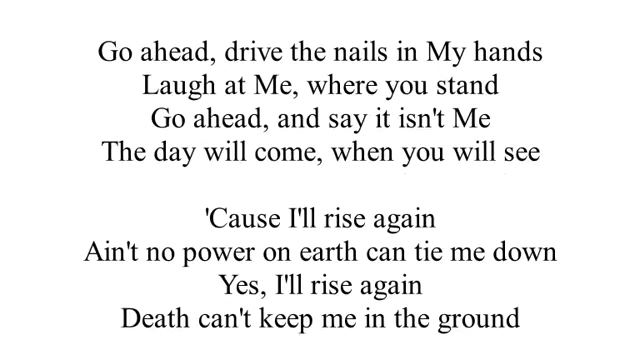 Go ahead, drive the nails in My hands
Laugh at Me, where you stand
Go ahead, and say it isn't Me
The day will come, when you will see
'Cause I'll rise again
Ain't no power on earth can tie me down
Yes, I'll rise again
Death can't keep me in the ground